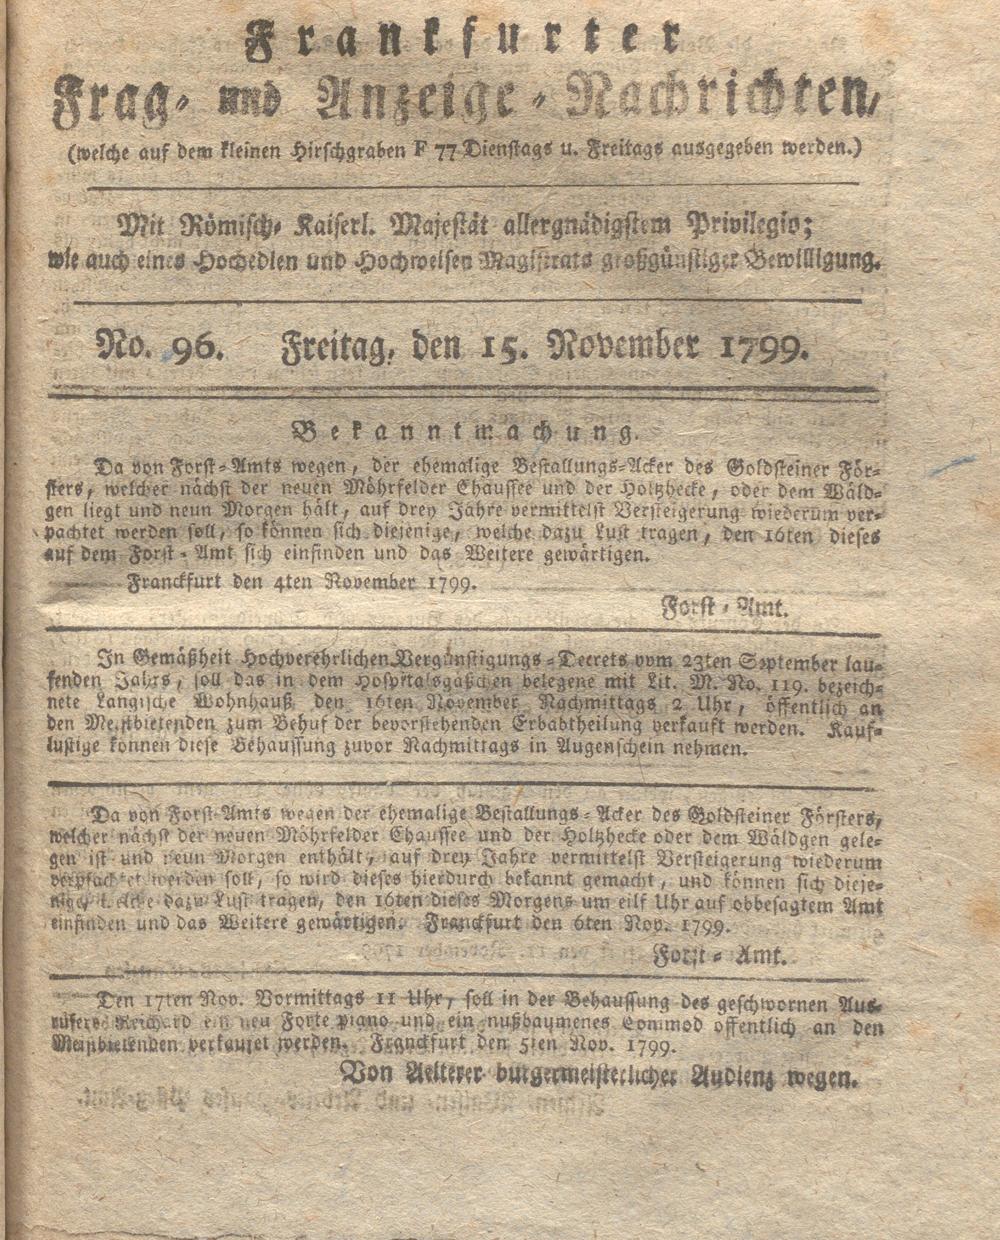 Frankfurter
Frag- und Anzeige-Nachrichten,
(welche auf dem kleinen Hirschgraben F 77 Dienstags u. Freitags ausgegeben werden.)
Mit Römisch-Kaiserl. Majestät allergnädigstem Privilegio;
wie auch eines Hochedlen und Hochweisen Magistrats großgünstiger Bewilligung.
No. 96. Freitag, den 15. November 1799.
Bekanntmachung.
Da von Forst-Amts wegen, der ehemalige Bestallungs-Acker des Goldsteiner För-
sters, welcher nächst der neuen Möhrfelder Chaussee und der Holtzhecke, oder dem Wäld-
gen liegt und neun Morgen hält, auf drey Jahre vermittelst Versteigerung wiederum ver-
pachtet werden soll, so können sich diejenige, welche dazu Lust tragen, den 16ten dieses
auf dem Forst-Amt sich einfinden und das Weitere gewärtigen.
Franckfurt den 4ten November 1799.
Forst-Amt.
In Gemäßheit Hochverehrlichen Vergünstigungs-Decrets vom 23ten September lau-
fenden Jahrs, soll das in dem Hospitalsgäßchen belegene mit Lit. M. No. 119. bezeich-
nete Langische Wohnhauß den 16ten November Nachmittags 2 Uhr, öffentlich an
den Meistbietenden zum Behuf der bevorstehenden Erbabtheilung verkauft werden. Kauf-
lustige können diese Behaussung zuvor Nachmittags in Augenschein nehmen.
Da von Forst-Amts wegen der ehemalige Bestallungs-Acker des Goldsteiner Försters,
welcher nächst der neuen Möhrfelder Chaussee und der Holtzhecke oder dem Wäldgen gele-
gen ist und neun Morgen enthält, auf drey Jahre vermittelst Versteigerung wiederum
verpfachtet werden soll, so wird dieses hierdurch bekannt gemacht, und können sich dieje-
nige, welche dazu Lust tragen, den 16ten dieses Morgens um eilf Uhr auf obbesagtem Amt
einfinden und das Weitere gewärtigen. Franckfurt den 6ten Nov. 1799.
Forst-Amt.
Den 17ten Nov. Vormittags 11 Uhr, soll in der Behaussung des geschwornen Aus-
rufers Reichard ein neu Forte piano und ein nußbaumenes Commod offentlich an den
Meistbietenden verkaufet werden. Franckfurt den 5ten Nov. 1799.
Von Aelterer burgermeisterlicher Audienz wegen.